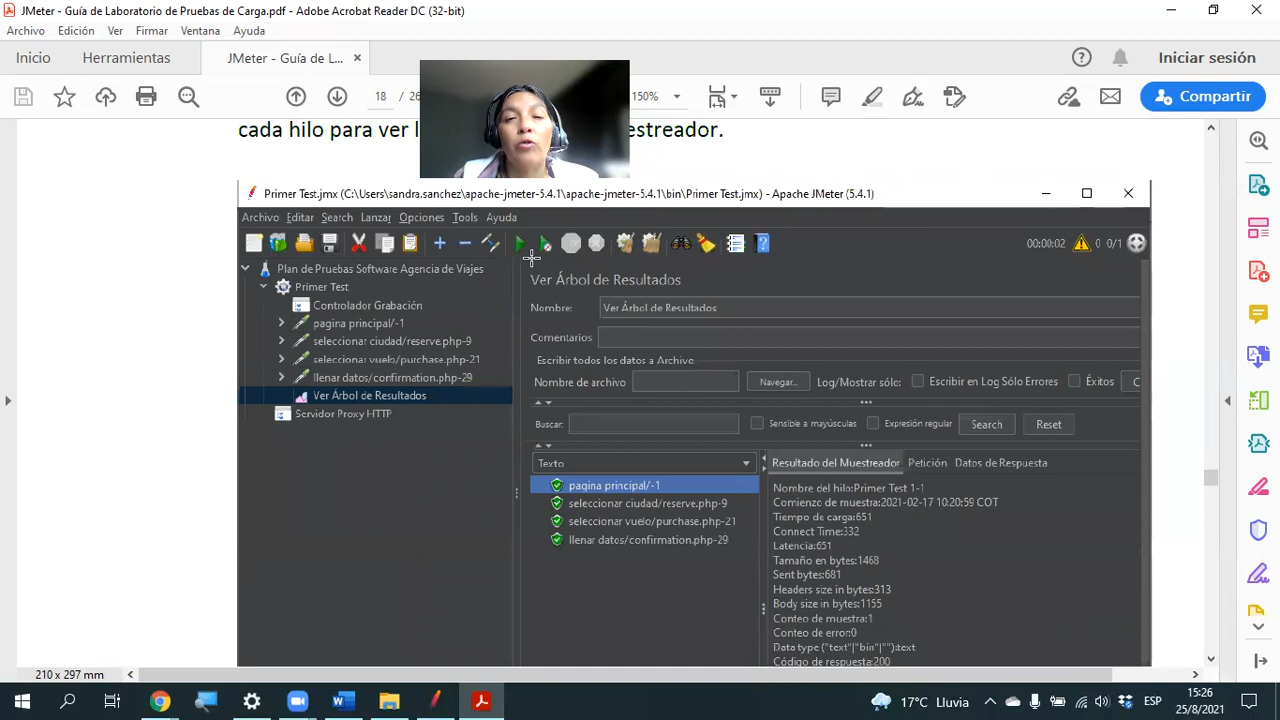 JMeter - Guía de Laboratorio de Pruebas de Carga.pdf - Adobe Acrobat Reader DC (32-bit)
Archivo Edición Ver Firmar Ventana Ayuda
Inicio Herramientas JMeter - Guía de L... × Iniciar sesión
18 / 26 150% Compartir
cada hilo para ver l estreador.
Primer Test.jmx (C:\Users\sandra.sanchez\apache-jmeter-5.4.1\apache-jmeter-5.4.1\bin\Primer Test.jmx) - Apache JMeter (5.4.1)
Archivo Editar Search Lanzar Opciones Tools Ayuda
00:00:02 0 0/1
Plan de Pruebas Software Agencia de Viajes
Primer Test
Controlador Grabación
pagina principal/-1
seleccionar ciudad/reserve.php-9
seleccionar vuelo/purchase.php-21
llenar datos/confirmation.php-29
Ver Árbol de Resultados
Servidor Proxy HTTP
Ver Árbol de Resultados
Nombre: Ver Árbol de Resultados
Comentarios
Escribir todos los datos a Archivo
Nombre de archivo Navegar... Log/Mostrar sólo: Escribir en Log Sólo Errores Éxitos C
Buscar: Sensible a mayúsculas Expresión regular Search Reset
Texto
pagina principal/-1
seleccionar ciudad/reserve.php-9
seleccionar vuelo/purchase.php-21
llenar datos/confirmation.php-29
Resultado del Muestreador Petición Datos de Respuesta
Nombre del hilo:Primer Test 1-1
Comienzo de muestra:2021-02-17 10:20:59 COT
Tiempo de carga:651
Connect Time:332
Latencia:651
Tamaño en bytes:1468
Sent bytes:681
Headers size in bytes:313
Body size in bytes:1155
Conteo de muestra:1
Conteo de error:0
Data type ("text"|"bin"|""):text
Código de respuesta:200
210 x 297 mm
17°C Lluvia ESP 15:26
25/8/2021